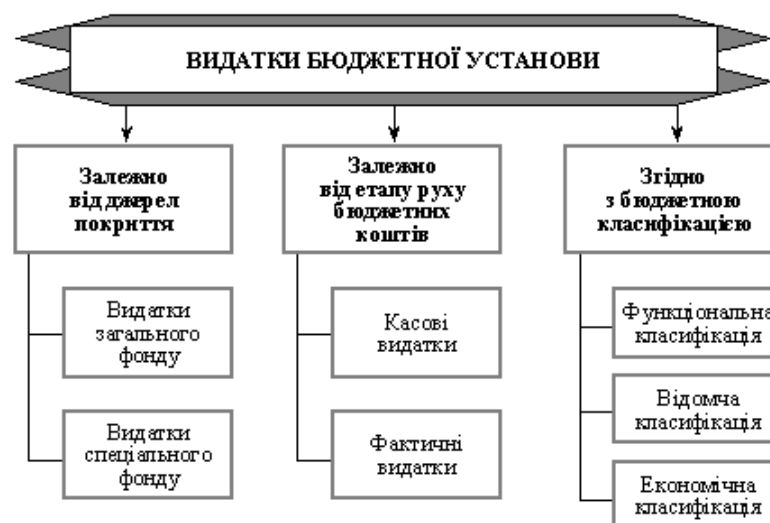 ВИДАТКИ БЮДЖЕТНОЇ УСТАНОВИ
Залежно
від джерел
покриття
Видатки
загального
фонду
Видатки
спеціального
фонду
Залежно
від етапу руху
бюджетних
коштів
Касові
видатки
Фактичні
видатки
Згідно
з бюджетною
класифікацією
Функціональна
класифікація
Відомча
класифікація
Економічна
класифікація